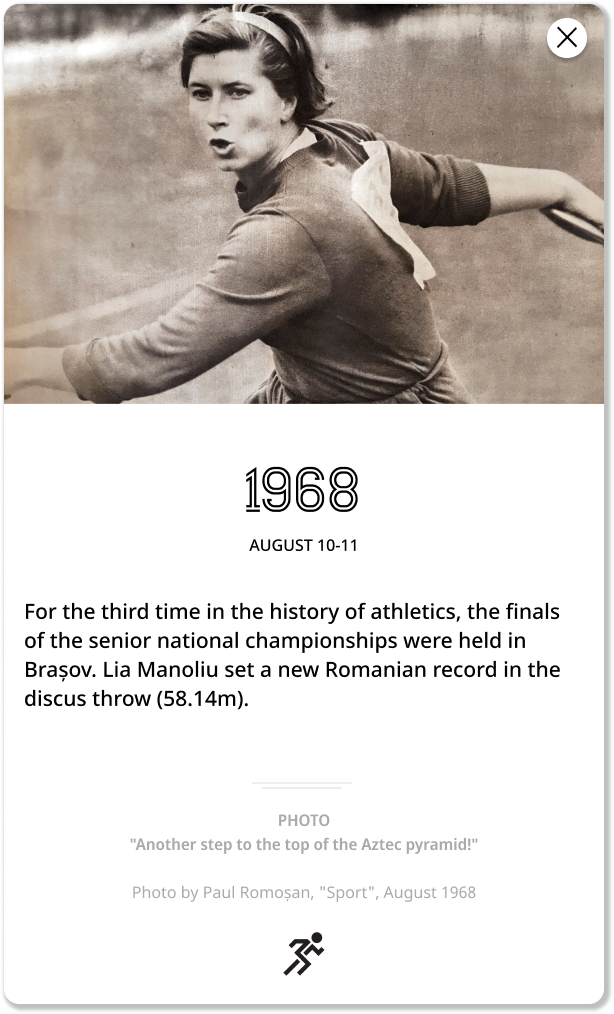 1968
AUGUST 10-11
For the third time in the history of athletics, the finals
of the senior national championships were held in
Brașov. Lia Manoliu set a new Romanian record in the
discus throw (58.14m).
PHOTO
"Another step to the top of the Aztec pyramid!"
Photo by Paul Romoșan, "Sport", August 1968